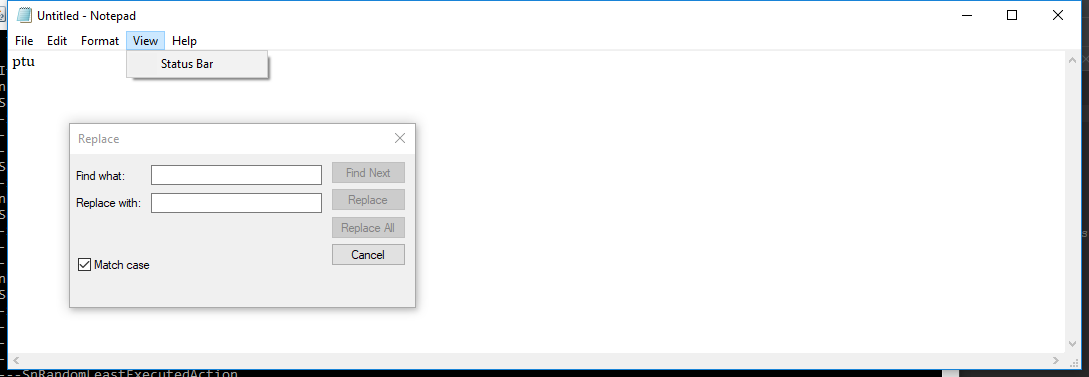 Untitled - Notepad
File Edit Format View Help
Status Bar
ptu
Replace
Find what:
Find Next
Replace with:
Replace
Replace All
Cancel
Match case
---SnRandomLeastExecutedAction